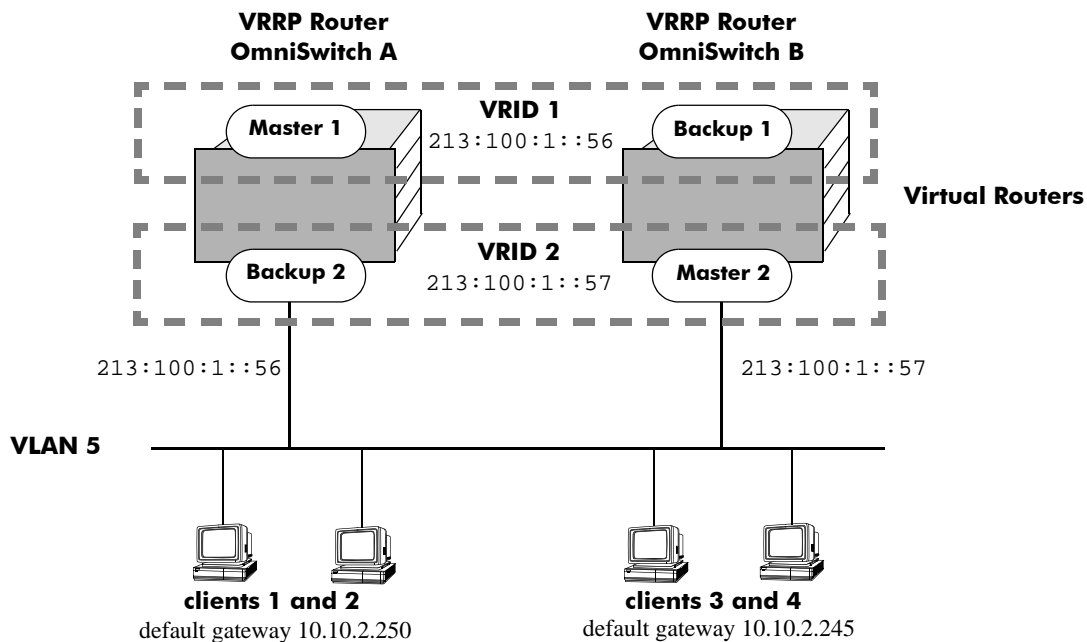 VRRP Router
OmniSwitch A
VRRP Router
OmniSwitch B
VRID 1
Master 1
Backup 1
213:100:1::56
Virtual Routers
VRID 2
Backup 2
Master 2
213:100:1::57
213:100:1::56
213:100:1::57
VLAN 5
clients 1 and 2
default gateway 10.10.2.250
clients 3 and 4
default gateway 10.10.2.245